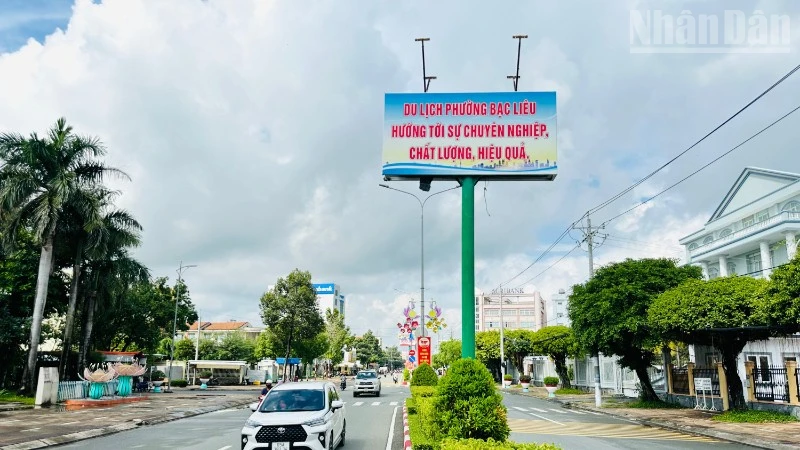 Nhân Dân
DU LỊCH PHƯỜNG BẠC LIÊU
HƯỚNG TỚI SỰ CHUYÊN NGHIỆP,
CHẤT LƯỢNG, HIỆU QUẢ.